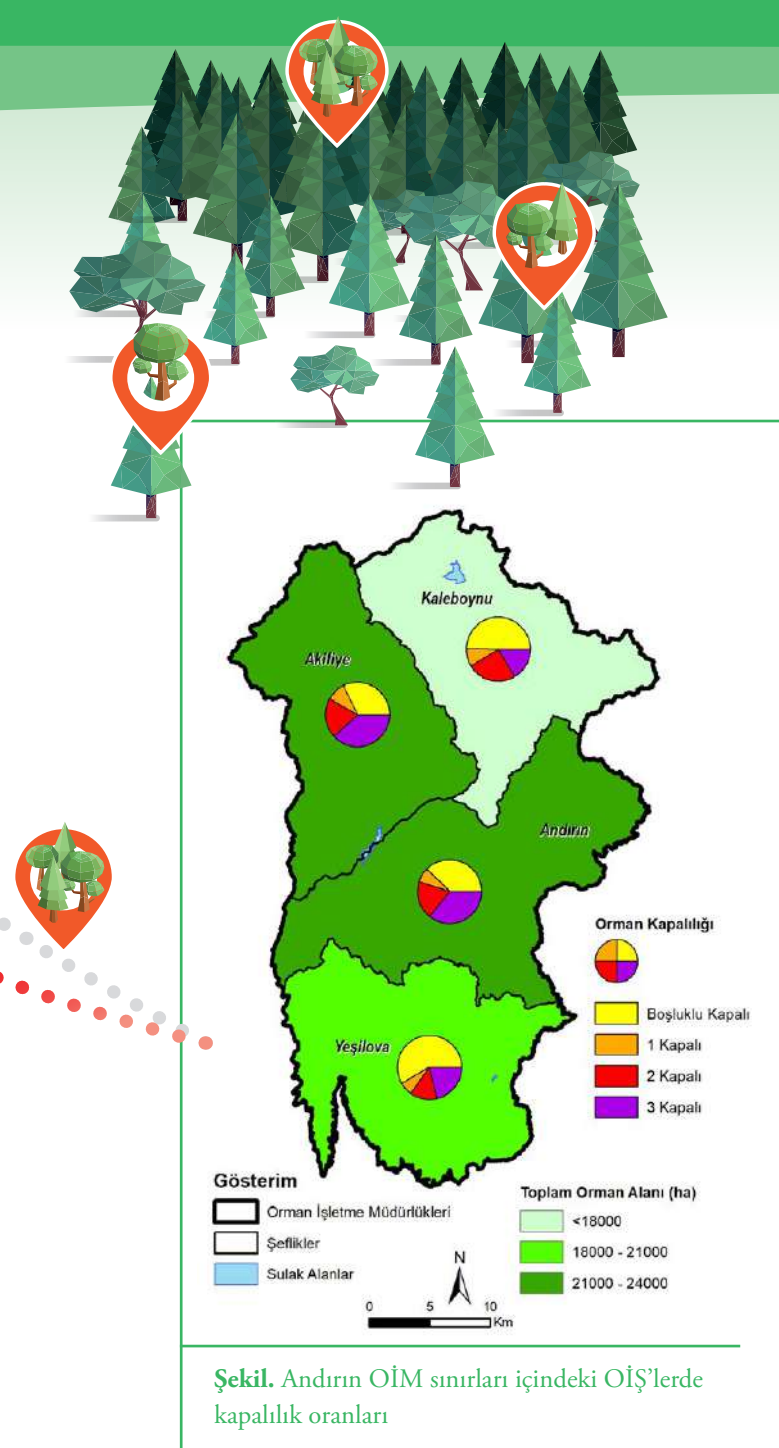 Kaleboynu
Akiliye
Andırın
Yeşilova
Orman Kapalılığı
Boşluklu Kapalı
1 Kapalı
2 Kapalı
3 Kapalı
Gösterim
Orman İşletme Müdürlükleri
Şeflikler
Sulak Alanlar
Toplam Orman Alanı (ha)
<18000
18000 - 21000
21000 - 24000
N
0 5 10
Km
Şekil. Andırın OİM sınırları içindeki OİŞ’lerde
kapalılık oranları